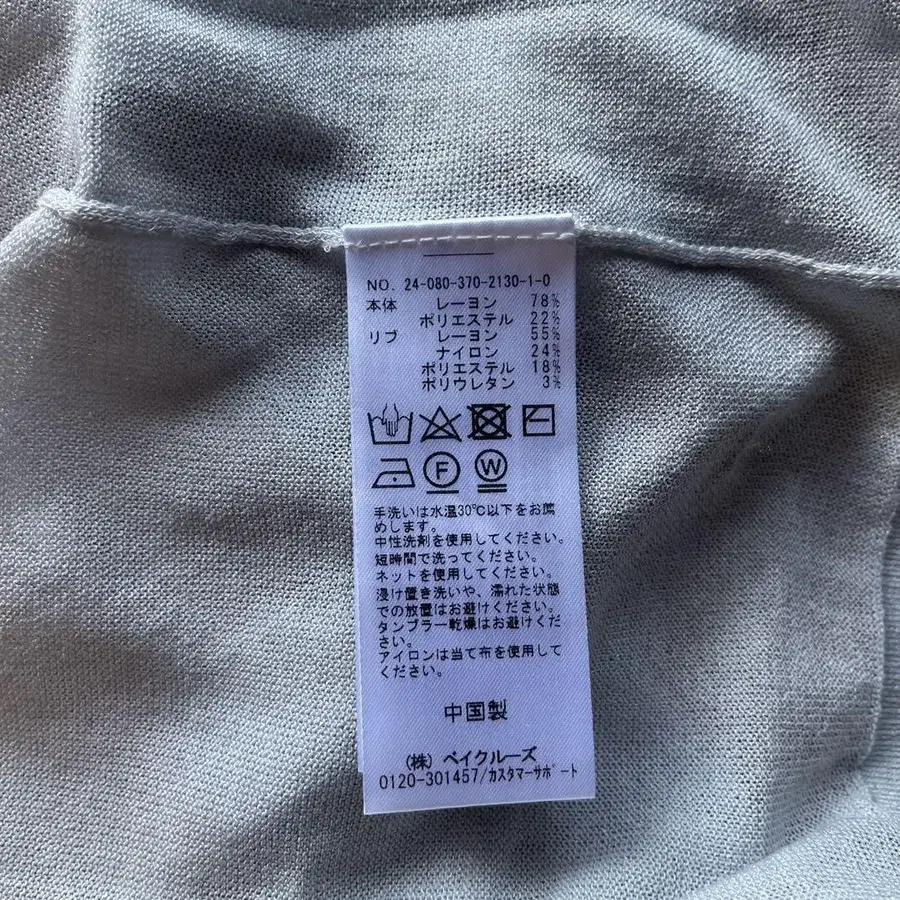 NO. 24-080-370-2130-1-0
本体 レーヨン 78%
ポリエステル 22%
リブ レーヨン 55%
ナイロン 24%
ポリエステル 18%
ポリウレタン 3%
F W
手洗いは水温30℃以下をお薦
めします。
中性洗剤を使用してください。
短時間で洗ってください。
ネットを使用してください。
浸け置き洗いや、濡れた状態
での放置はお避けください。
タンブラー乾燥はお避けくだ
さい。
アイロンは当て布を使用して
ください。
中国製
(株) ベイクルーズ
0120-301457/カスタマーサポート